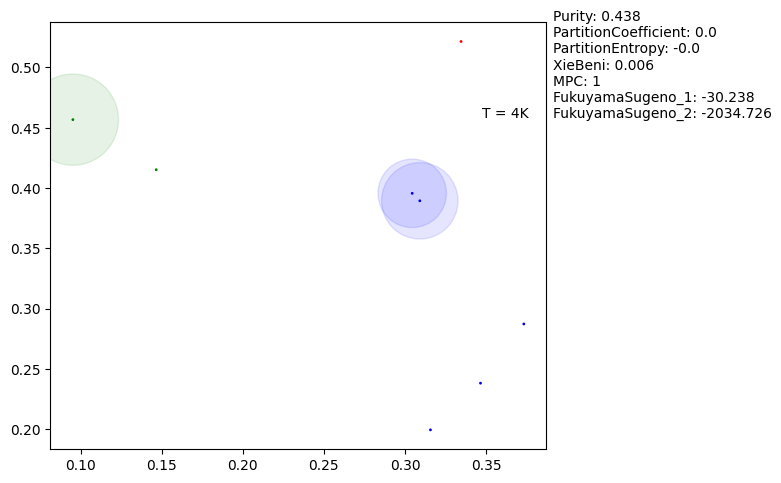 Purity: 0.438
PartitionCoefficient: 0.0
PartitionEntropy: -0.0
XieBeni: 0.006
MPC: 1
FukuyamaSugeno_1: -30.238
FukuyamaSugeno_2: -2034.726
T = 4K
0.50
0.45
0.40
0.35
0.30
0.25
0.20
0.10 0.15 0.20 0.25 0.30 0.35